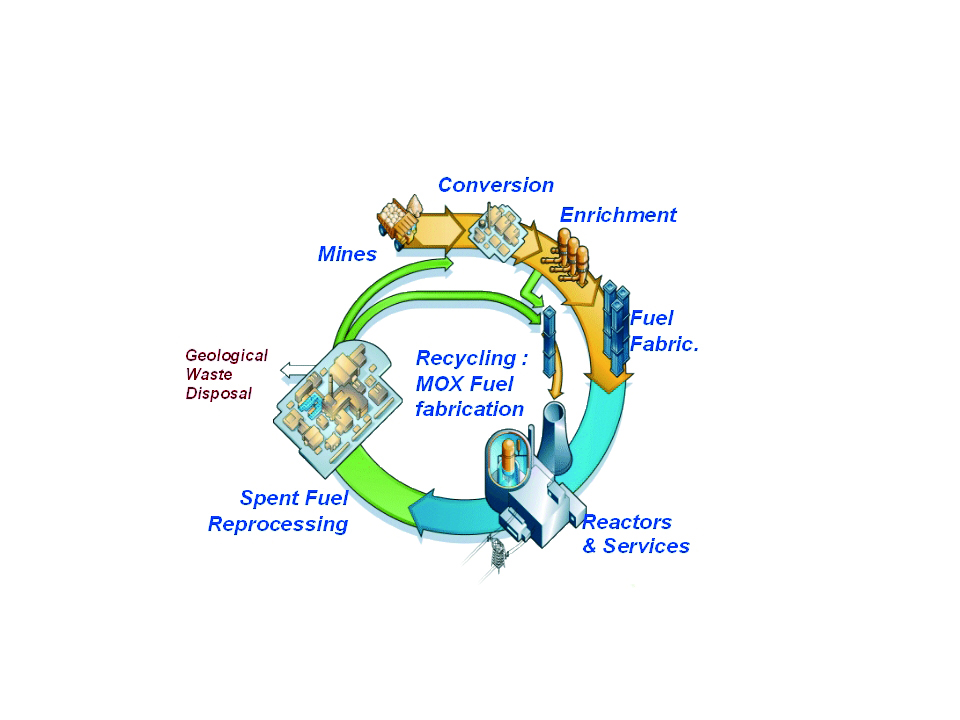 Conversion
Enrichment
Mines
Fuel
Fabric.
Geological
Waste
Disposal
Recycling :
MOX Fuel
fabrication
Spent Fuel
Reprocessing
Reactors
& Services